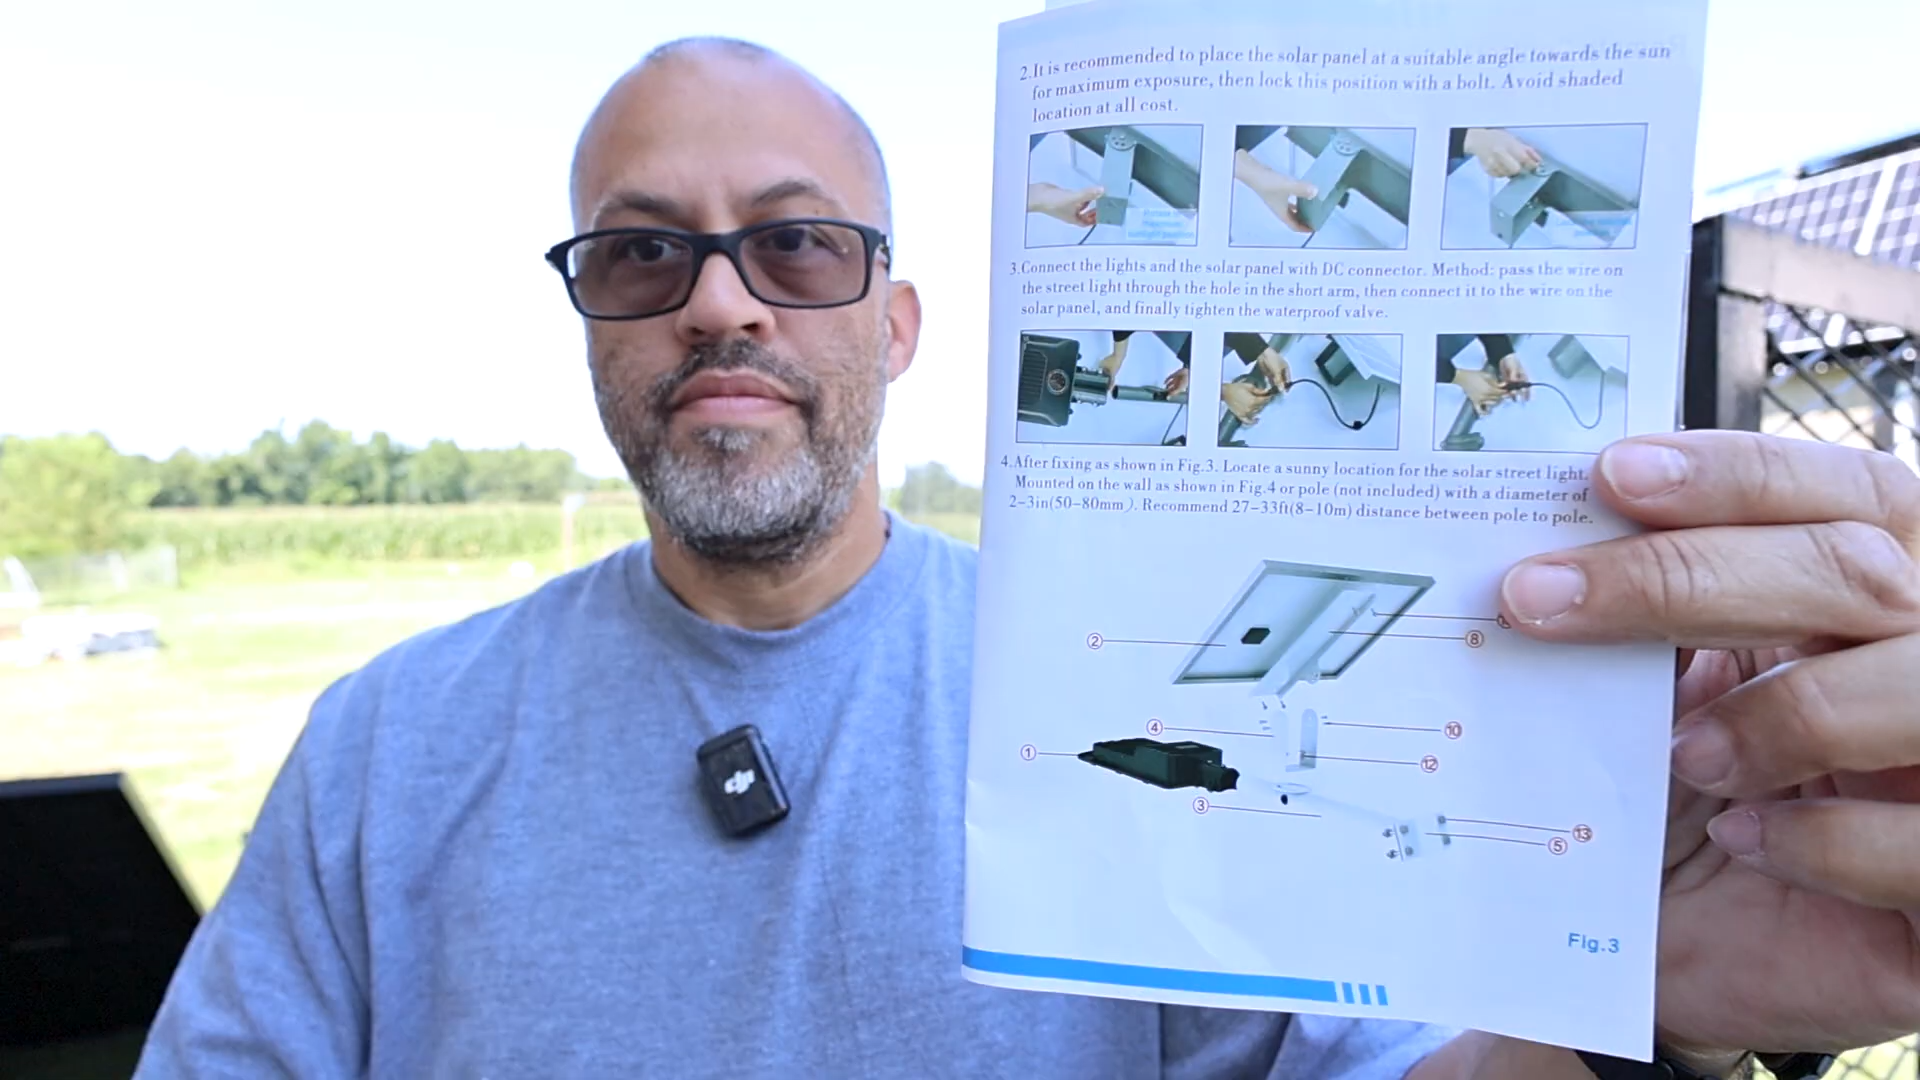 2.It is recommended to place the solar panel at a suitable angle towards the sun
for maximum exposure, then lock this position with a bolt. Avoid shaded
location at all cost.
3.Connect the lights and the solar panel with DC connector. Method: pass the wire on
the street light through the hole in the short arm, then connect it to the wire on the
solar panel, and finally tighten the waterproof valve.
4.After fixing as shown in Fig.3. Locate a sunny location for the solar street light.
Mounted on the wall as shown in Fig.4 or pole (not included) with a diameter of
2-3in(50-80mm). Recommend 27-33ft(8-10m) distance between pole to pole.
②
⑧
④
⑩
①
⑫
③
⑬
⑤
Fig.3
dji